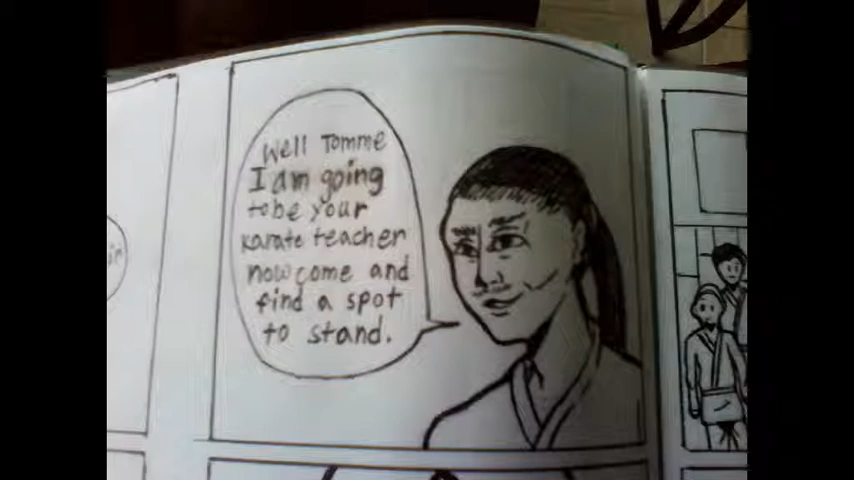 Well Tomme
I am going
to be your
karate teacher
now come and
find a spot
to stand.